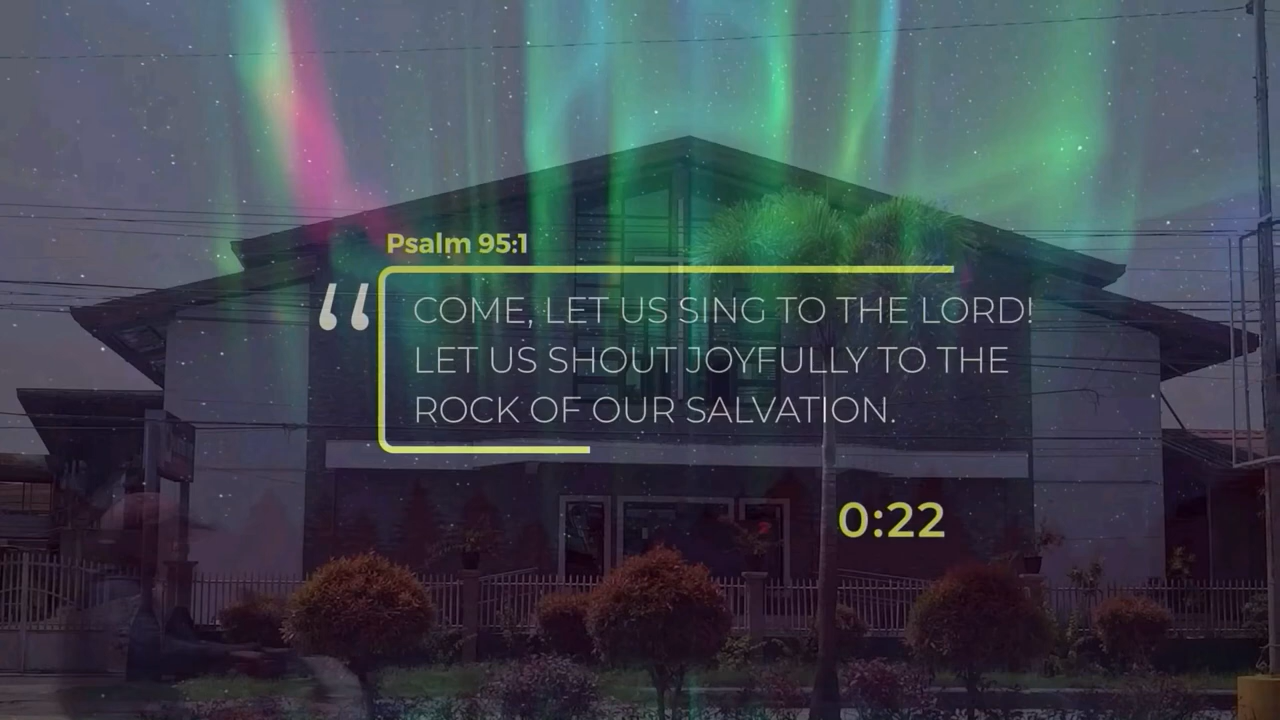 Psalm 95:1
“
COME, LET US SING TO THE LORD!
LET US SHOUT JOYFULLY TO THE
ROCK OF OUR SALVATION.
0:22